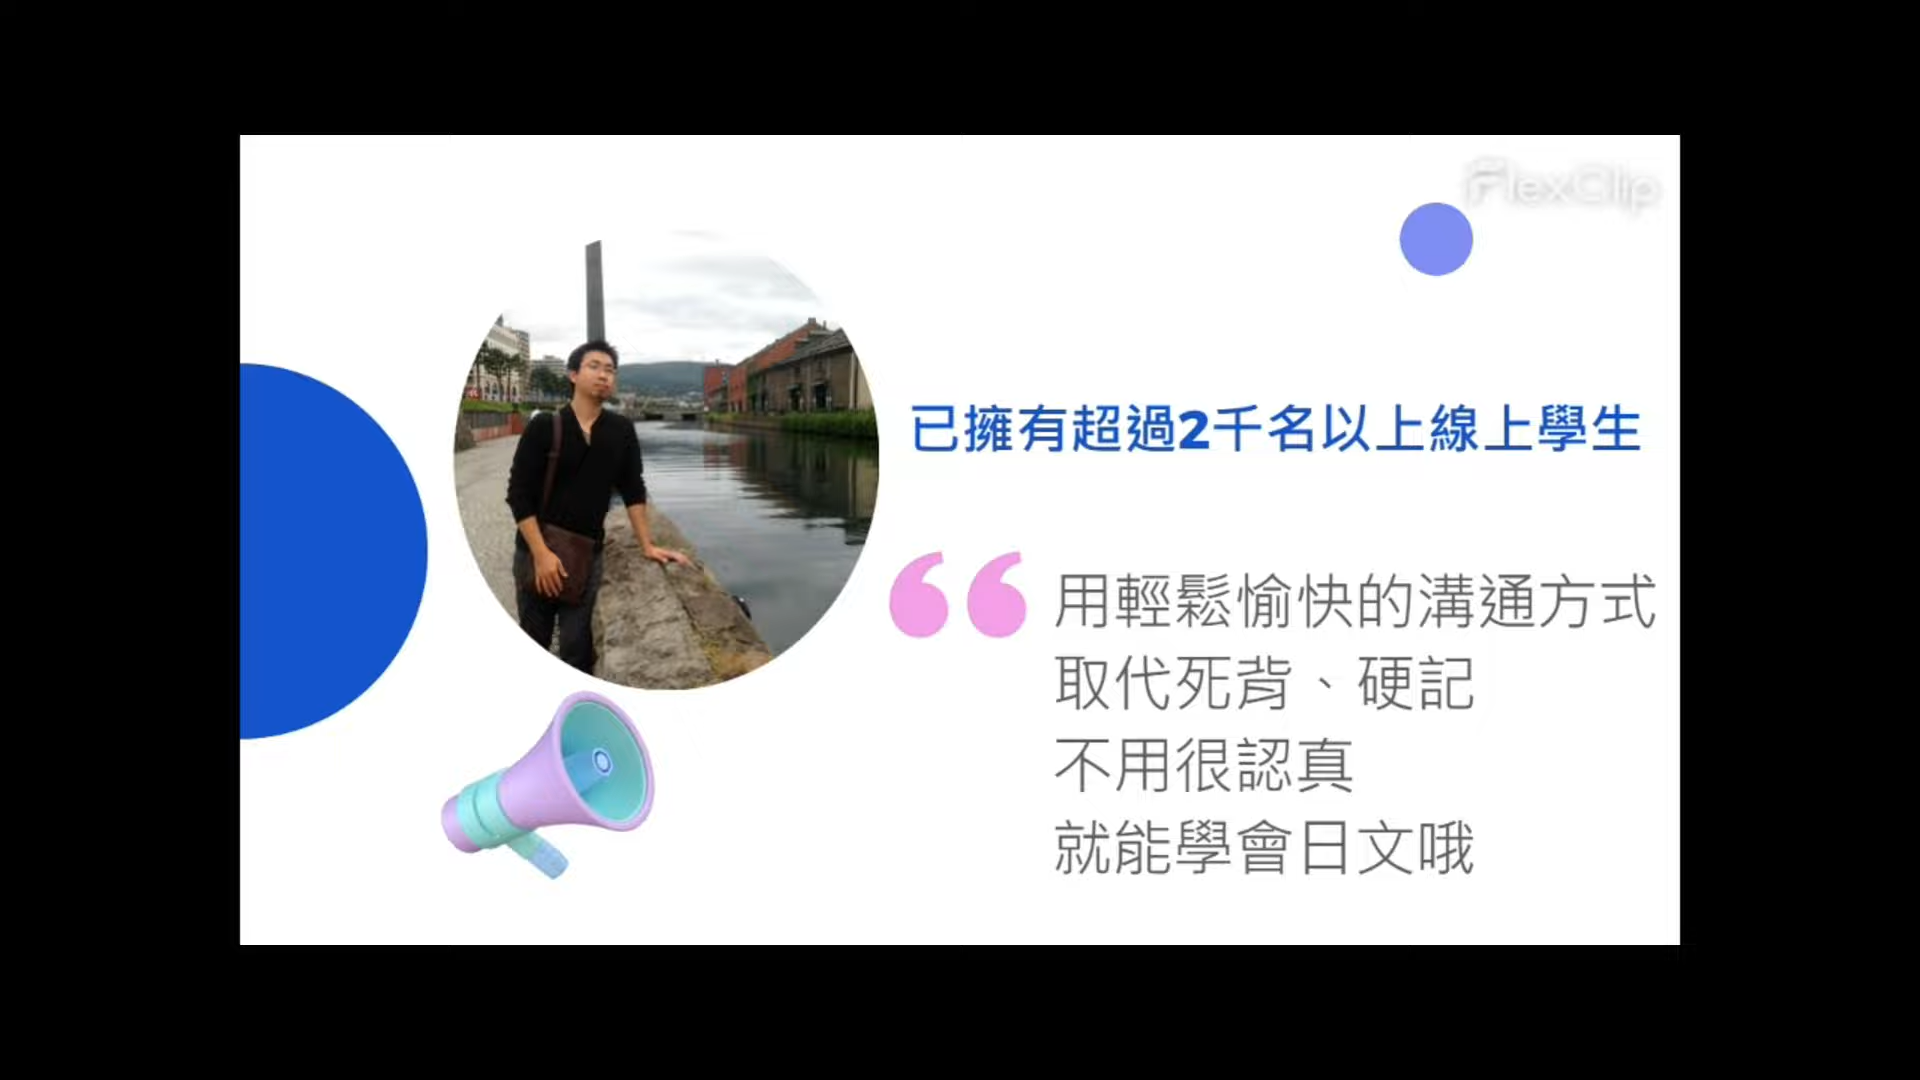 FlexClip
已擁有超過2千名以上線上學生
用輕鬆愉快的溝通方式
取代死背、硬記
不用很認真
就能學會日文哦